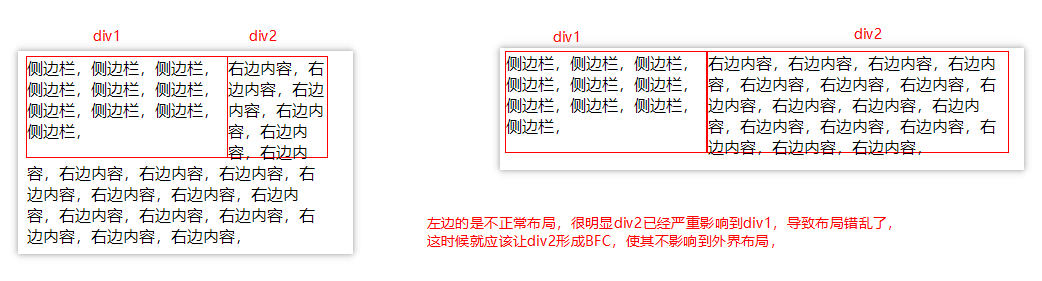 div1
div2
侧边栏，侧边栏，侧边栏，
侧边栏，侧边栏，侧边栏，
侧边栏，侧边栏，侧边栏，
侧边栏，
右边内容，右
边内容，右边
内容，右边内
容，右边内
容，右边内
容，右边内容，右边内容，右边内容，
右边内容，右边内容，右边内容，右
边内容，右边内容，右边内容，右边内
容，右边内容，右边内容，右边内容，
右边内容，右边内容，右边内容，
div1
div2
侧边栏，侧边栏，侧边栏，
侧边栏，侧边栏，侧边栏，
侧边栏，侧边栏，侧边栏，
侧边栏，
右边内容，右边内容，右边内容，右边内
容，右边内容，右边内容，右边内容，右
边内容，右边内容，右边内容，右边内
容，右边内容，右边内容，右边内容，右
边内容，右边内容，右边内容，
左边的是不正常布局，很明显div2已经严重影响到div1，导致布局错乱了，
这时候就应该让div2形成BFC，使其不影响到外界布局，